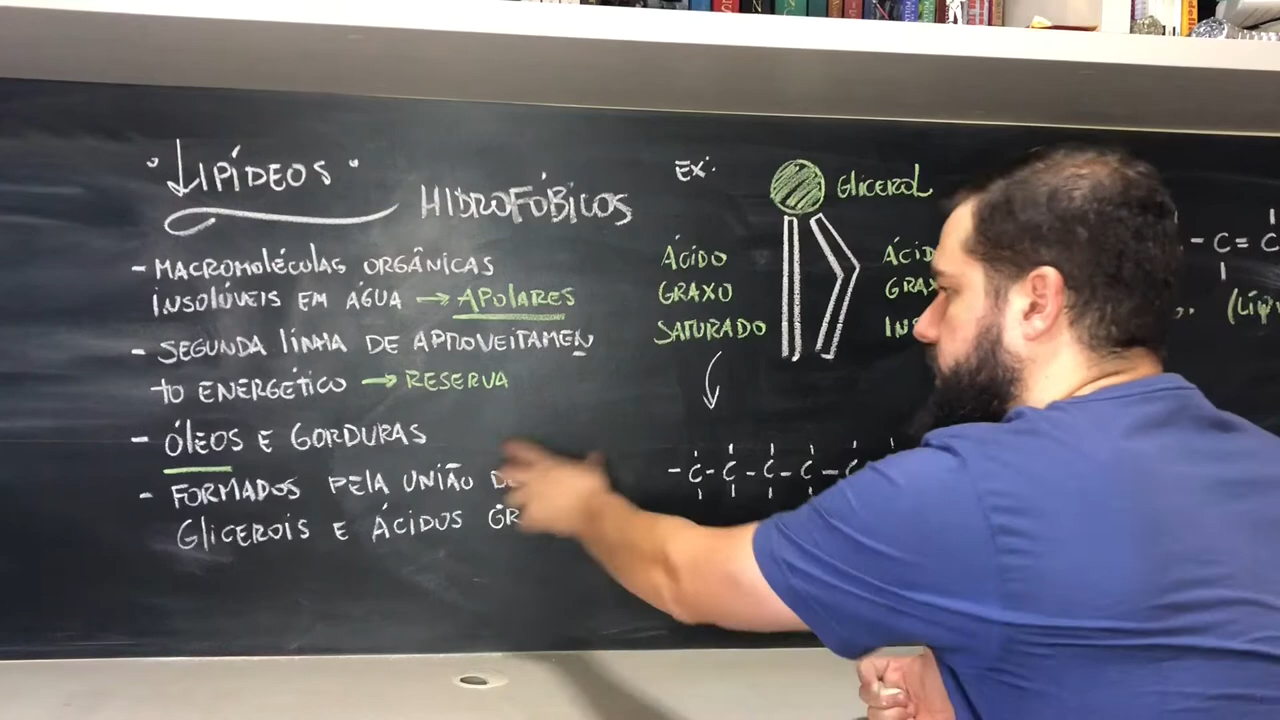 LIPÍDEOS
HIDROFÓBICOS
- MACROMOLÉCULAS ORGÂNICAS
INSOLÚVEIS EM ÁGUA → APOLARES
- SEGUNDA LINHA DE APROVEITAMEN
TO ENERGÉTICO → RESERVA
- ÓLEOS E GORDURAS
- FORMADOS PELA UNIÃO
GLICEROIS E ÁCIDOS
EX:
GLICEROL
ÁCIDO
GRAXO
SATURADO
- C - C - C - C - C
- C = C